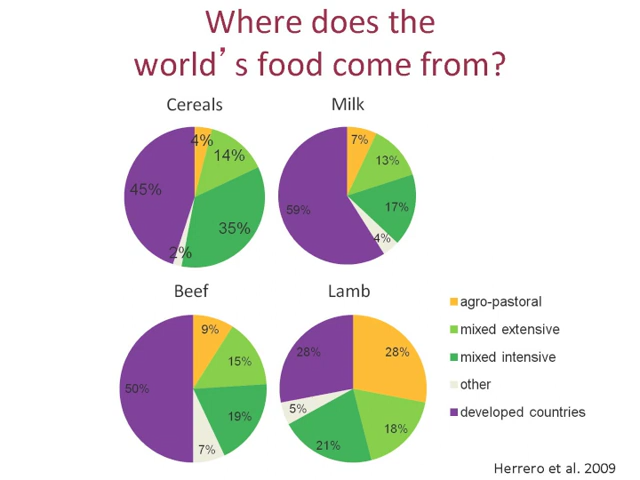 Where does the
world's food come from?
Cereals
4%
14%
45%
35%
2%
Milk
7%
13%
59%
17%
4%
Beef
9%
15%
50%
19%
7%
Lamb
28%
28%
5%
18%
21%
agro-pastoral
mixed extensive
mixed intensive
other
developed countries
Herrero et al. 2009